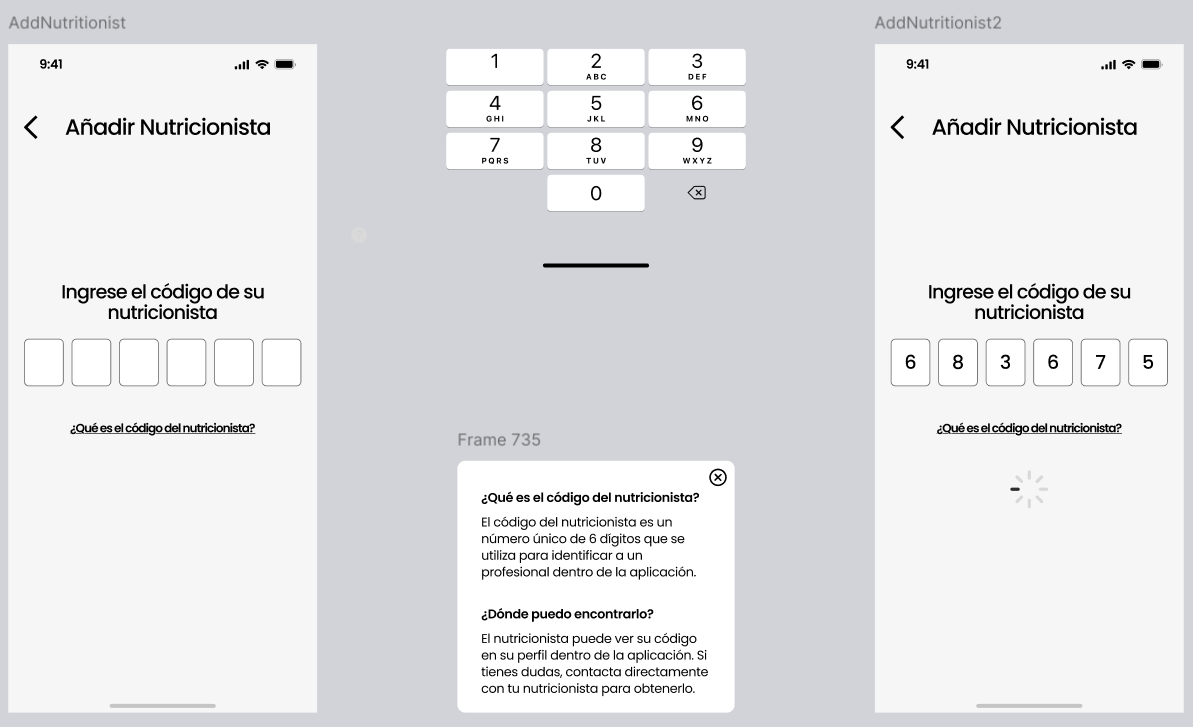 AddNutritionist
9:41
Añadir Nutricionista
Ingrese el código de su
nutricionista
¿Qué es el código del nutricionista?
1
2
ABC
3
DEF
4
GHI
5
JKL
6
MNO
7
PQRS
8
TUV
9
WXYZ
0
Frame 735
¿Qué es el código del nutricionista?
El código del nutricionista es un
número único de 6 dígitos que se
utiliza para identificar a un
profesional dentro de la aplicación.
¿Dónde puedo encontrarlo?
El nutricionista puede ver su código
en su perfil dentro de la aplicación. Si
tienes dudas, contacta directamente
con tu nutricionista para obtenerlo.
AddNutritionist2
9:41
Añadir Nutricionista
Ingrese el código de su
nutricionista
6 8 3 6 7 5
¿Qué es el código del nutricionista?